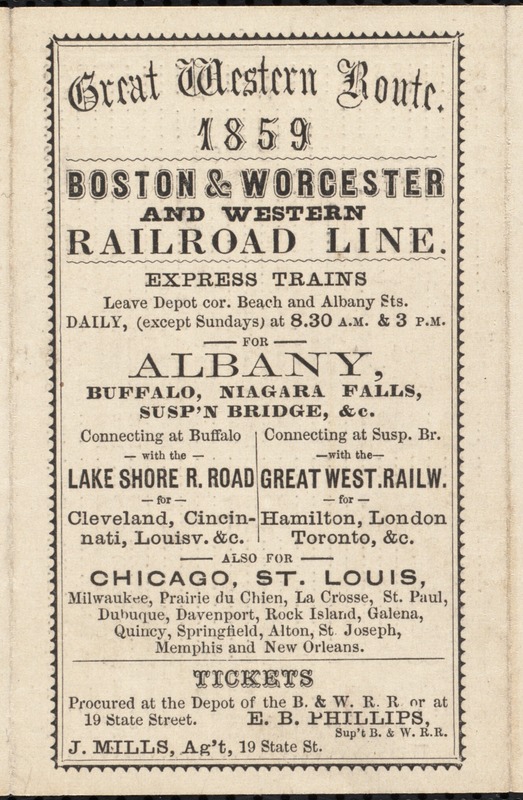 Great Western Route.
1859
BOSTON & WORCESTER
AND WESTERN
RAILROAD LINE.
EXPRESS TRAINS
Leave Depot cor. Beach and Albany Sts.
DAILY, (except Sundays) at 8.30 A.M. & 3 P.M.
— FOR —
ALBANY,
BUFFALO, NIAGARA FALLS,
SUSP'N BRIDGE, &c.
Connecting at Buffalo
— with the —
LAKE SHORE R. ROAD
— for —
Cleveland, Cincin-
nati, Louisv. &c.
Connecting at Susp. Br.
—with the—
GREAT WEST. RAILW.
— for —
Hamilton, London
Toronto, &c.
— ALSO FOR —
CHICAGO, ST. LOUIS,
Milwaukee, Prairie du Chien, La Crosse, St. Paul,
Dubuque, Davenport, Rock Island, Galena,
Quincy, Springfield, Alton, St. Joseph,
Memphis and New Orleans.
TICKETS
Procured at the Depot of the B. & W. R. R. or at
19 State Street. E. B. PHILLIPS,
Sup't B. & W. R.R.
J. MILLS, Ag't, 19 State St.